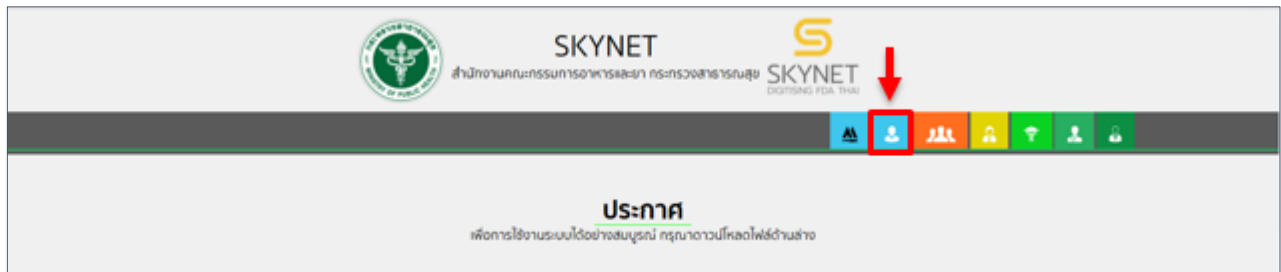 SKYNET
สำนักงานคณะกรรมการอาหารและยา กระทรวงสาธารณสุข
SKYNET
DIGITISING FDA THAI
ประกาศ
เพื่อการใช้งานระบบได้อย่างสมบูรณ์ กรุณาดาวน์โหลดไฟล์ด้านล่าง